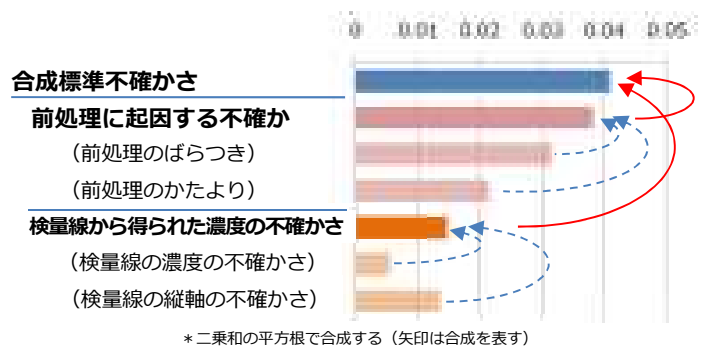 0 0.01 0.02 0.03 0.04 0.05
合成標準不確かさ
前処理に起因する不確か
（前処理のばらつき）
（前処理のかたより）
検量線から得られた濃度の不確かさ
（検量線の濃度の不確かさ）
（検量線の縦軸の不確かさ）
＊二乗和の平方根で合成する（矢印は合成を表す）